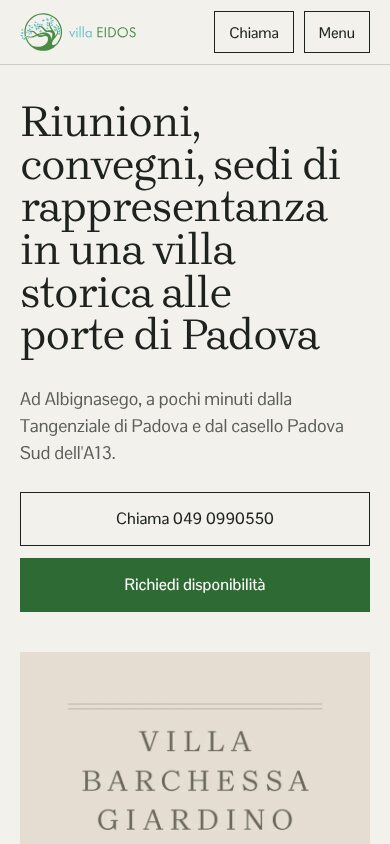 villa EIDOS
Chiama
Menu
Riunioni,
convegni, sedi di
rappresentanza
in una villa
storica alle
porte di Padova
Ad Albignasego, a pochi minuti dalla
Tangenziale di Padova e dal casello Padova
Sud dell'A13.
Chiama 049 0990550
Richiedi disponibilità
VILLA
BARCHESSA
GIARDINO